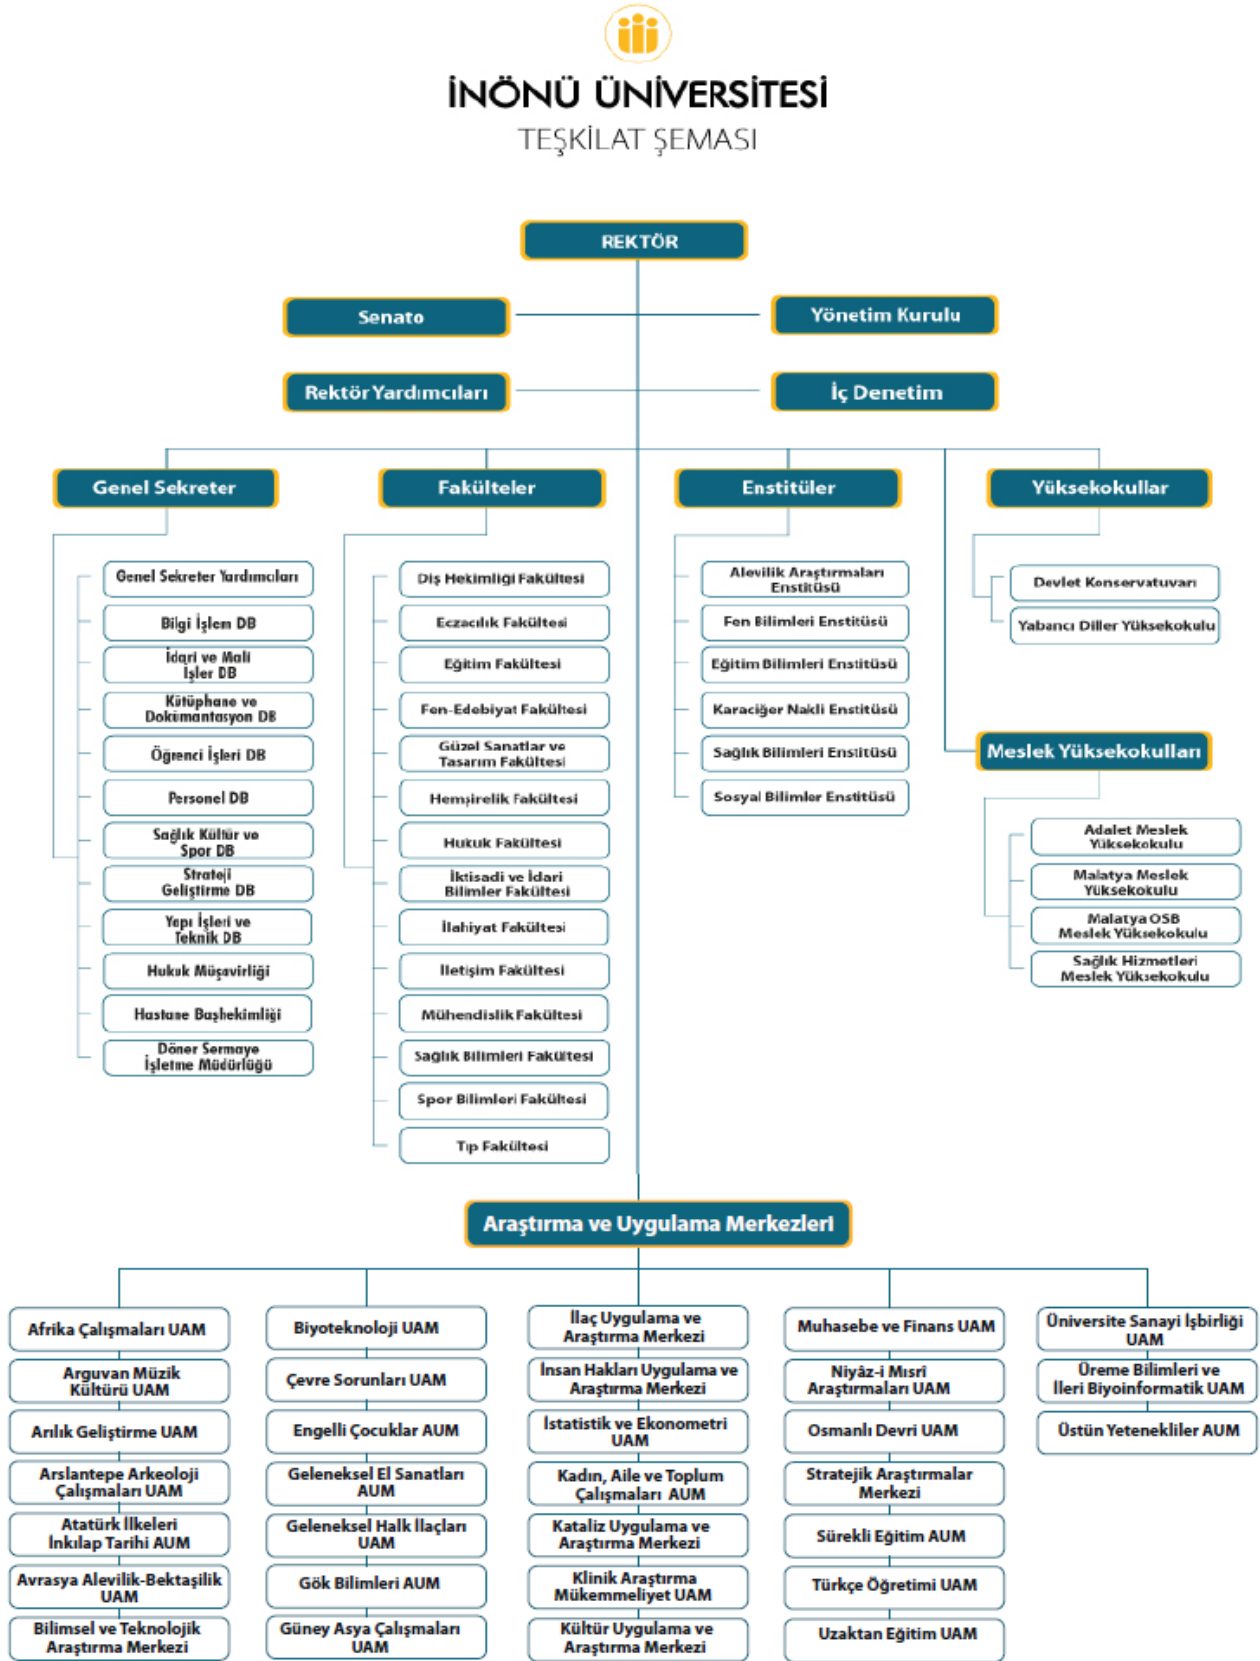 İNÖNÜ ÜNİVERSİTESİ
TEŞKİLAT ŞEMASI
REKTÖR
Senato
Yönetim Kurulu
Rektör Yardımcıları
İç Denetim
Genel Sekreter
Fakülteler
Enstitüler
Yüksekokullar
Genel Sekreter Yardımcıları
Bilgi İşlem DB
İdari ve Mali
İşler DB
Kütüphane ve
Dokümantasyon DB
Öğrenci İşleri DB
Personel DB
Sağlık Kültür ve
Spor DB
Strateji
Geliştirme DB
Yapı İşleri ve
Teknik DB
Hukuk Müşavirliği
Hastane Başhekimliği
Döner Sermaye
İşletme Müdürlüğü
Diş Hekimliği Fakültesi
Eczacılık Fakültesi
Eğitim Fakültesi
Fen-Edebiyat Fakültesi
Güzel Sanatlar ve
Tasarım Fakültesi
Hemşirelik Fakültesi
Hukuk Fakültesi
İktisadi ve İdari
Bilimler Fakültesi
İlahiyat Fakültesi
İletişim Fakültesi
Mühendislik Fakültesi
Sağlık Bilimleri Fakültesi
Spor Bilimleri Fakültesi
Tıp Fakültesi
Alevilik Araştırmaları
Enstitüsü
Fen Bilimleri Enstitüsü
Eğitim Bilimleri Enstitüsü
Karaciğer Nakli Enstitüsü
Sağlık Bilimleri Enstitüsü
Sosyal Bilimler Enstitüsü
Devlet Konservatuvarı
Yabancı Diller Yüksekokulu
Meslek Yüksekokulları
Adalet Meslek
Yüksekokulu
Malatya Meslek
Yüksekokulu
Malatya OSB
Meslek Yüksekokulu
Sağlık Hizmetleri
Meslek Yüksekokulu
Araştırma ve Uygulama Merkezleri
Afrika Çalışmaları UAM
Arguvan Müzik
Kültürü UAM
Arılık Geliştirme UAM
Arslantepe Arkeoloji
Çalışmaları UAM
Atatürk İlkeleri
İnkılap Tarihi AUM
Avrasya Alevilik-Bektaşilik
UAM
Bilimsel ve Teknolojik
Araştırma Merkezi
Biyoteknoloji UAM
Çevre Sorunları UAM
Engelli Çocuklar AUM
Geleneksel El Sanatları
AUM
Geleneksel Halk İlaçları
UAM
Gök Bilimleri AUM
Güney Asya Çalışmaları
UAM
İlaç Uygulama ve
Araştırma Merkezi
İnsan Hakları Uygulama ve
Araştırma Merkezi
İstatistik ve Ekonometri
UAM
Kadın, Aile ve Toplum
Çalışmaları AUM
Kataliz Uygulama ve
Araştırma Merkezi
Klinik Araştırma
Mükemmeliyet UAM
Kültür Uygulama ve
Araştırma Merkezi
Muhasebe ve Finans UAM
Niyâz-i Mısrî
Araştırmaları UAM
Osmanlı Devri UAM
Stratejik Araştırmalar
Merkezi
Sürekli Eğitim AUM
Türkçe Öğretimi UAM
Uzaktan Eğitim UAM
Üniversite Sanayi İşbirliği
UAM
Üreme Bilimleri ve
İleri Biyoinformatik UAM
Üstün Yetenekliler AUM